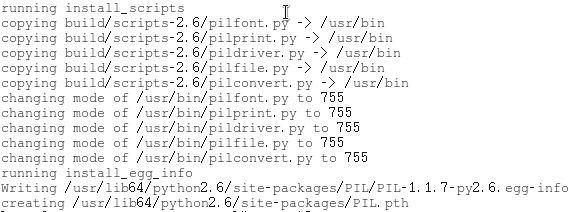 running install_scripts
copying build/scripts-2.6/pilfont.py -> /usr/bin
copying build/scripts-2.6/pilprint.py -> /usr/bin
copying build/scripts-2.6/pildriver.py -> /usr/bin
copying build/scripts-2.6/pilfile.py -> /usr/bin
copying build/scripts-2.6/pilconvert.py -> /usr/bin
changing mode of /usr/bin/pilfont.py to 755
changing mode of /usr/bin/pilprint.py to 755
changing mode of /usr/bin/pildriver.py to 755
changing mode of /usr/bin/pilfile.py to 755
changing mode of /usr/bin/pilconvert.py to 755
running install_egg_info
Writing /usr/lib64/python2.6/site-packages/PIL/PIL-1.1.7-py2.6.egg-info
creating /usr/lib64/python2.6/site-packages/PIL.pth